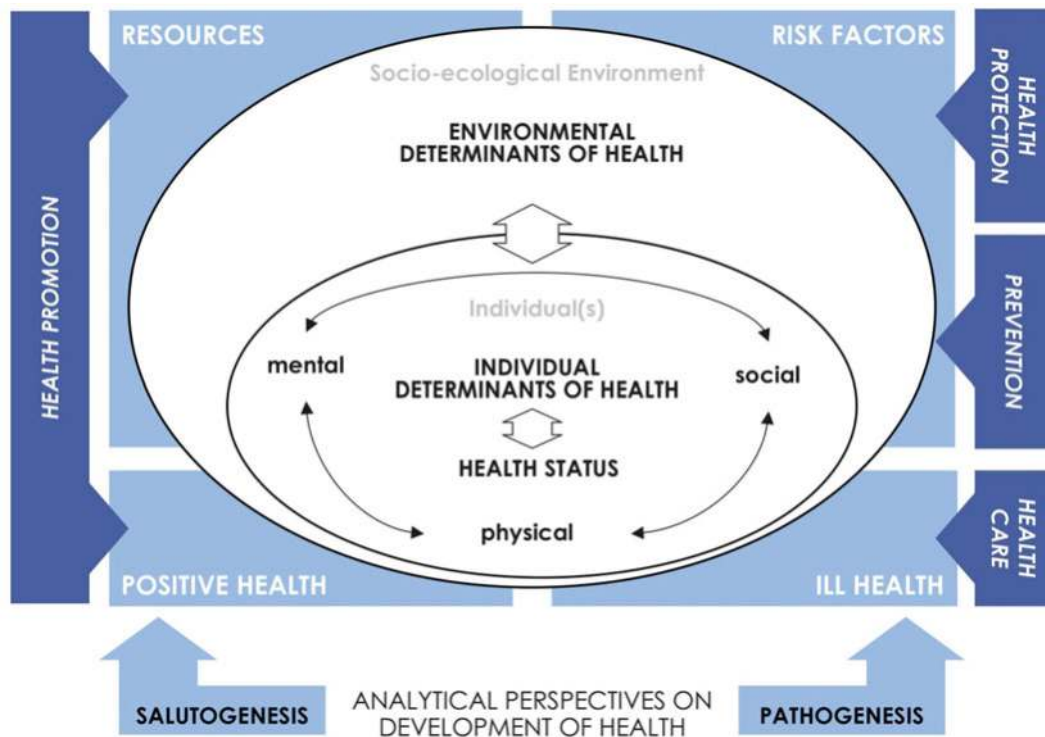 RESOURCES
RISK FACTORS
HEALTH
PROTECTION
Socio-ecological Environment
ENVIRONMENTAL
DETERMINANTS OF HEALTH
HEALTH PROMOTION
Individual(s)
mental
social
INDIVIDUAL
DETERMINANTS OF HEALTH
PREVENTION
HEALTH STATUS
physical
HEALTH
CARE
POSITIVE HEALTH
ILL HEALTH
SALUTOGENESIS
ANALYTICAL PERSPECTIVES ON
DEVELOPMENT OF HEALTH
PATHOGENESIS